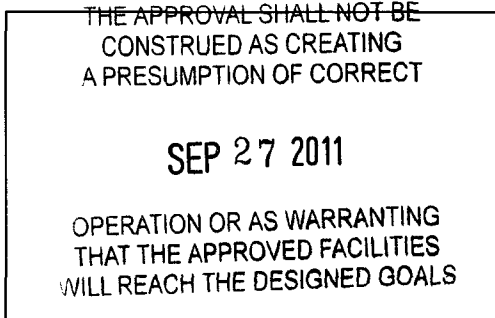 THE APPROVAL SHALL NOT BE
CONSTRUED AS CREATING
A PRESUMPTION OF CORRECT
SEP 27 2011
OPERATION OR AS WARRANTING
THAT THE APPROVED FACILITIES
WILL REACH THE DESIGNED GOALS